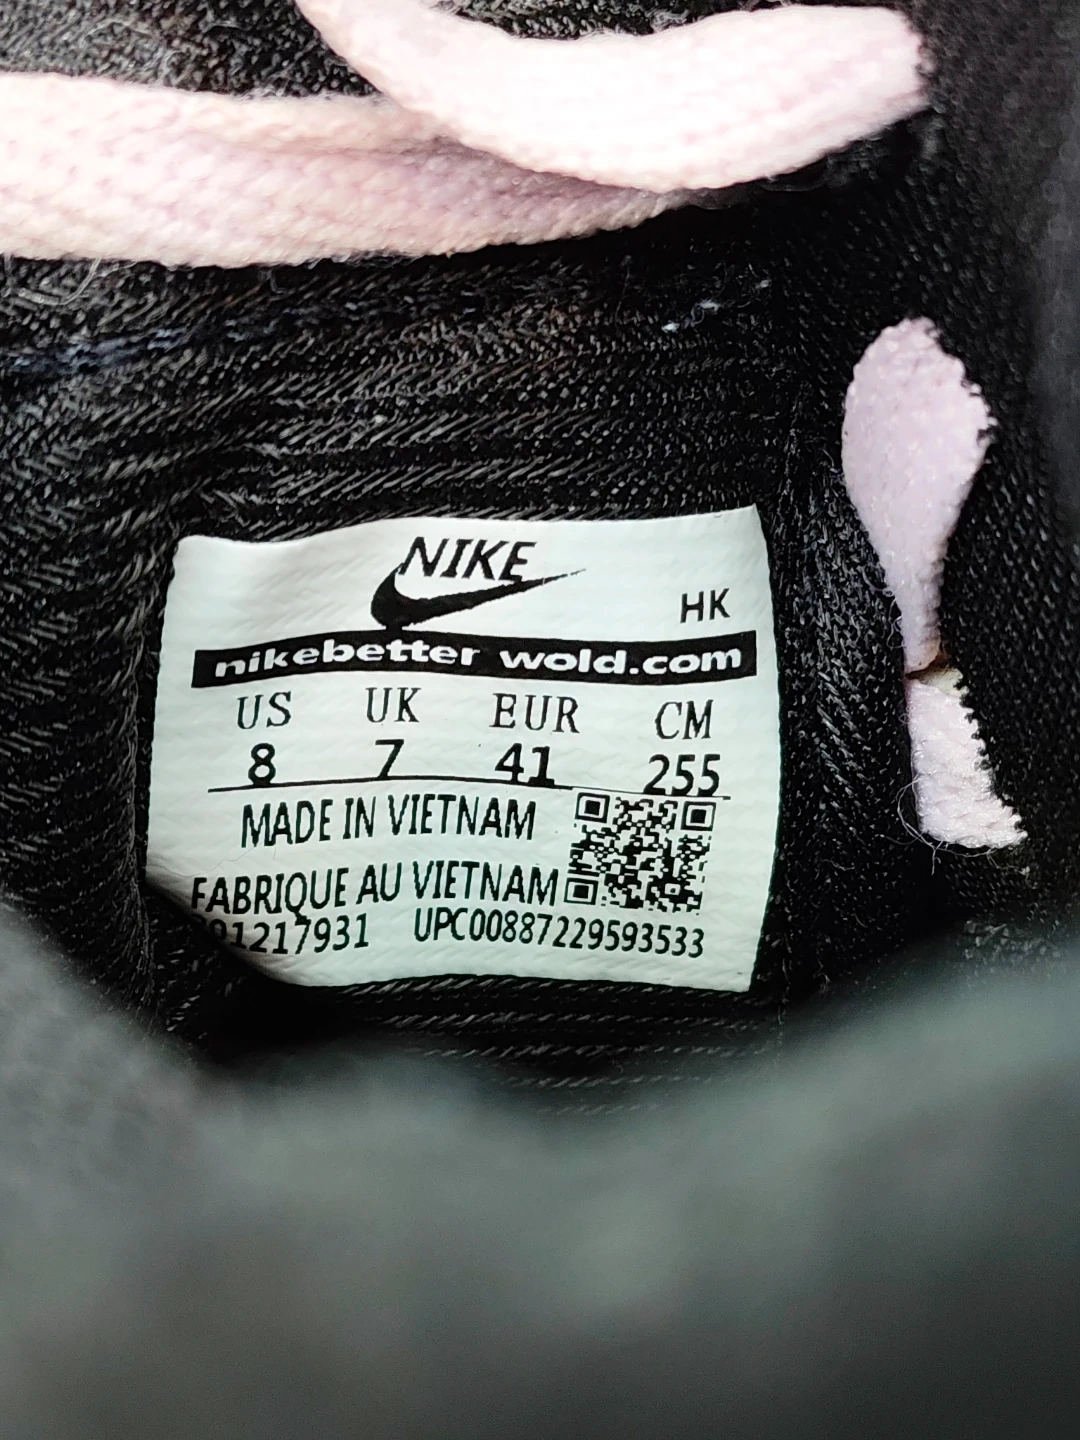 NIKE
HK
nikebetter wold.com
US UK EUR CM
8 7 41 255
MADE IN VIETNAM
FABRIQUE AU VIETNAM
UPC00887229593533